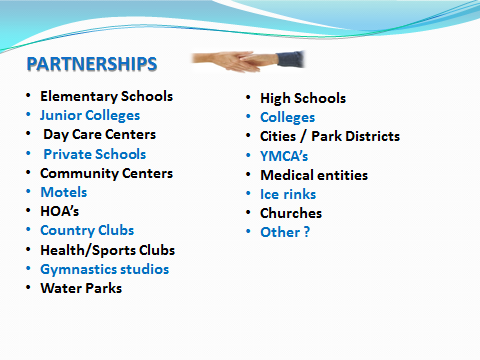 PARTNERSHIPS
• Elementary Schools
• Junior Colleges
• Day Care Centers
• Private Schools
• Community Centers
• Motels
• HOA’s
• Country Clubs
• Health/Sports Clubs
• Gymnastics studios
• Water Parks
• High Schools
• Colleges
• Cities / Park Districts
• YMCA’s
• Medical entities
• Ice rinks
• Churches
• Other ?